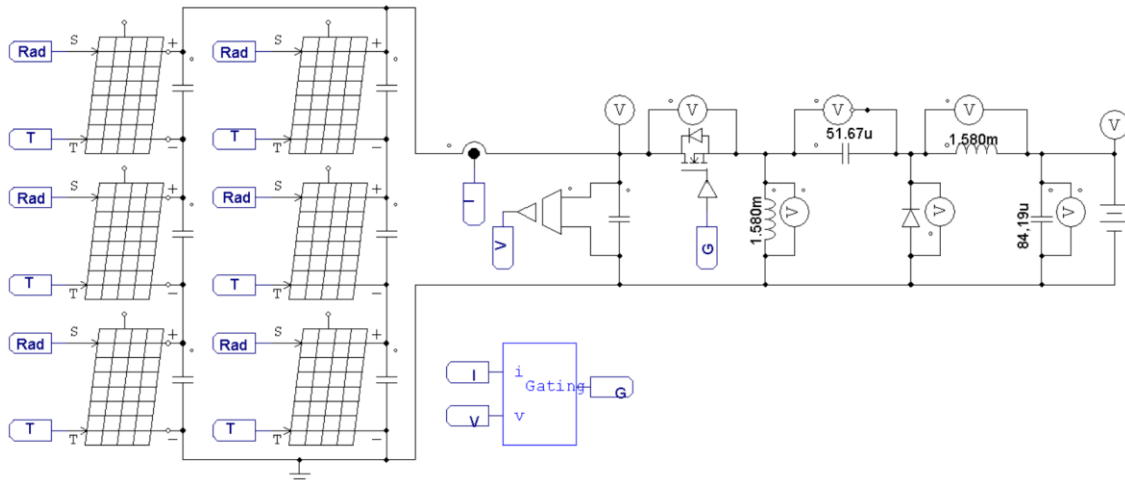 Rad S + Rad S +
T T − T T −
Rad S + Rad S +
T T − T T −
Rad S + Rad S +
T T − T T −
I
V
V
V
G
1.580m
V
V
51.67u
V
V
1.580m
84.19u
V
V
I i
Gating G
V v